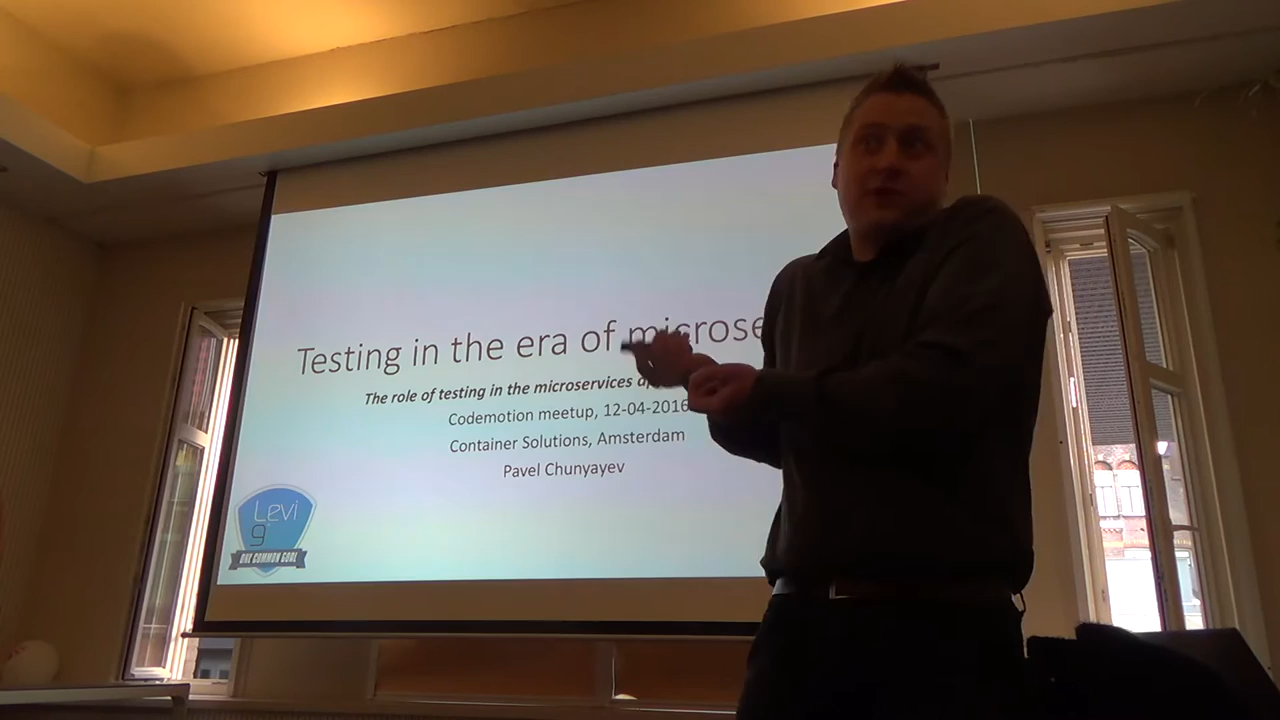 Testing in the era of microse
The role of testing in the microservices
Codemotion meetup, 12-04-2016
Container Solutions, Amsterdam
Pavel Chunyayev
Levi
9
ONE COMMON GOAL